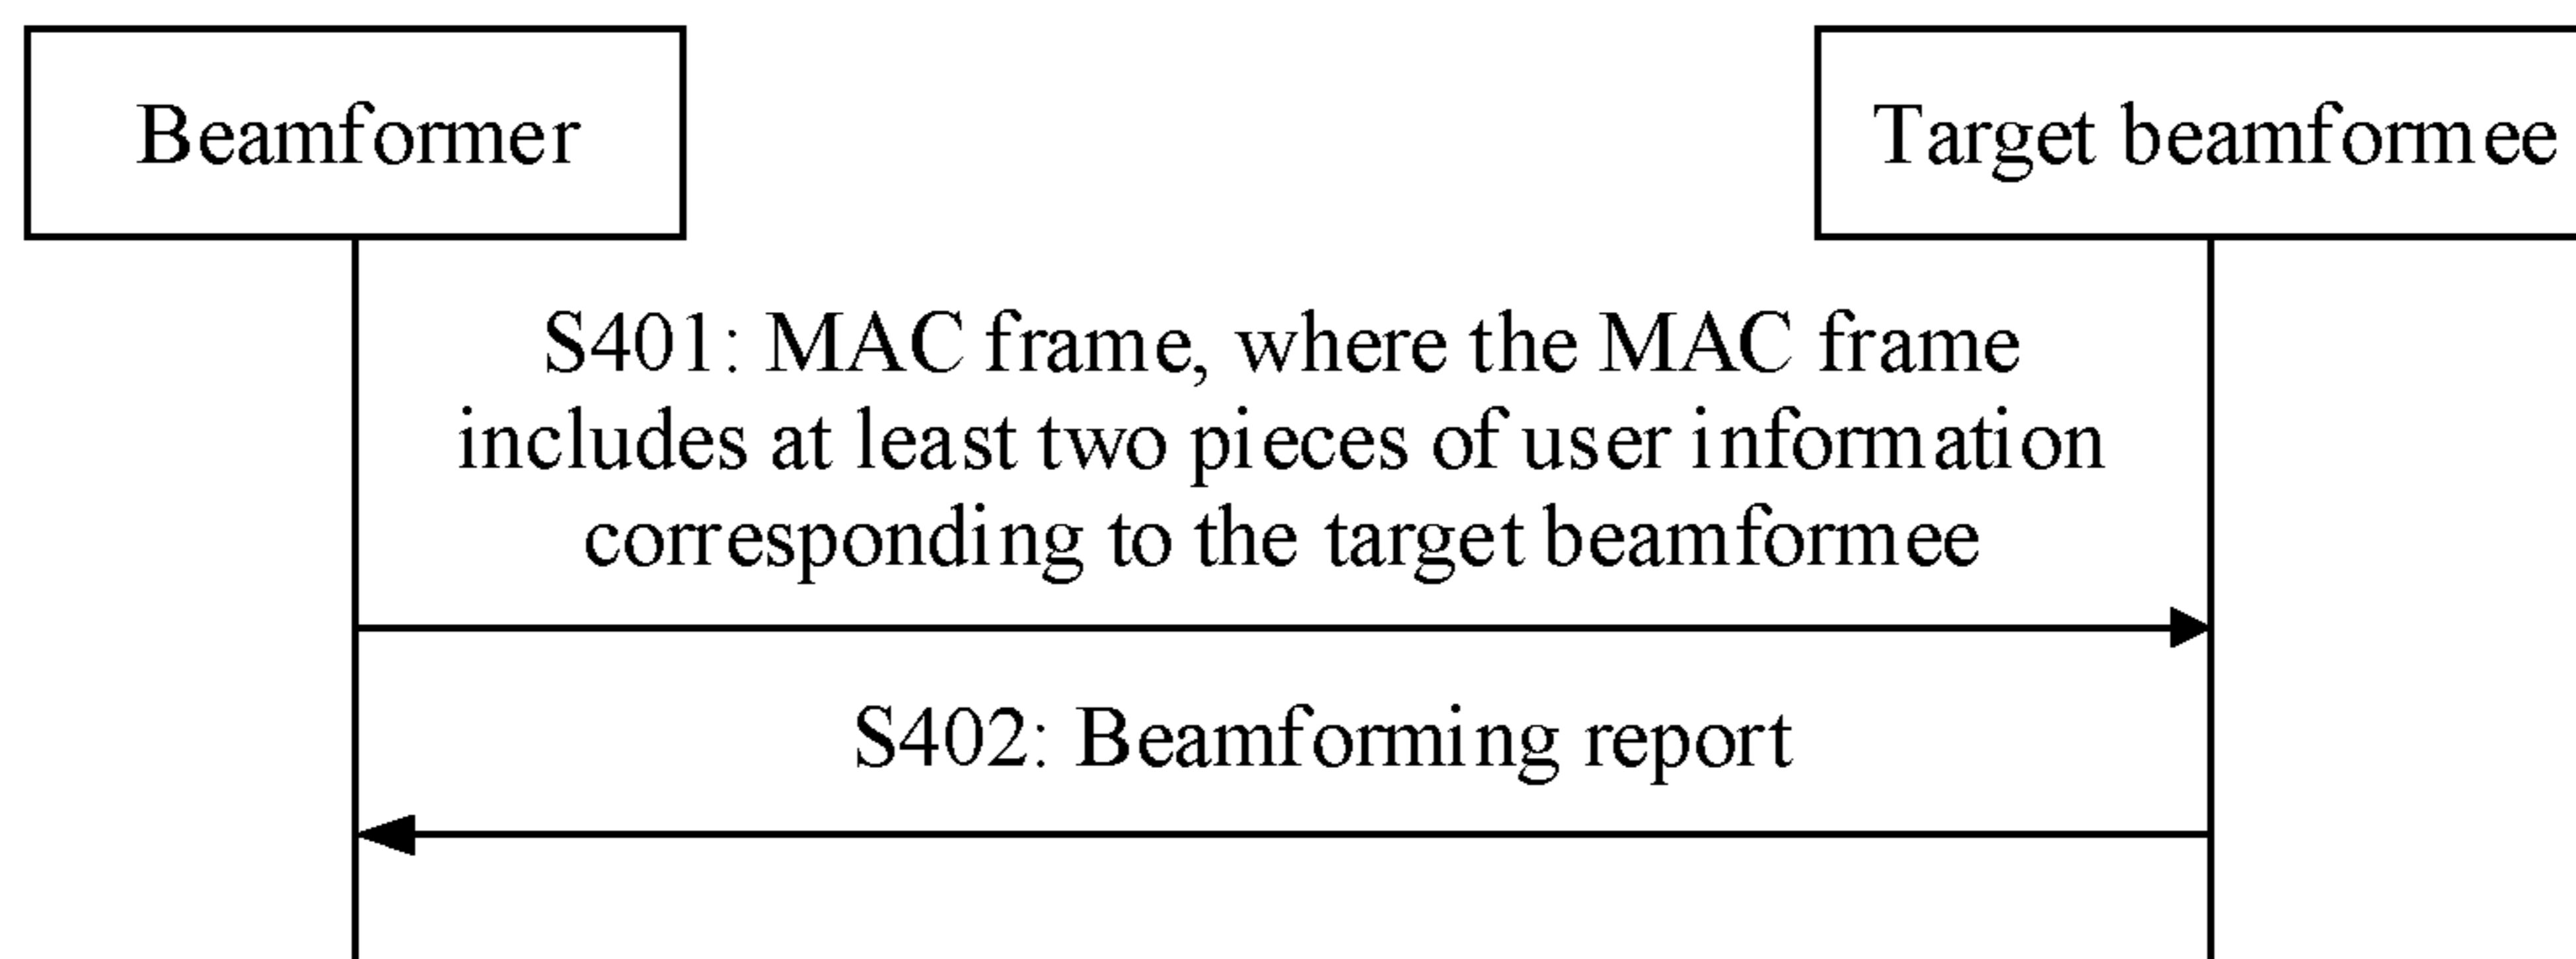 Beamformer
Target beamformee
S401: MAC frame, where the MAC frame
includes at least two pieces of user information
corresponding to the target beamformee
S402: Beamforming report